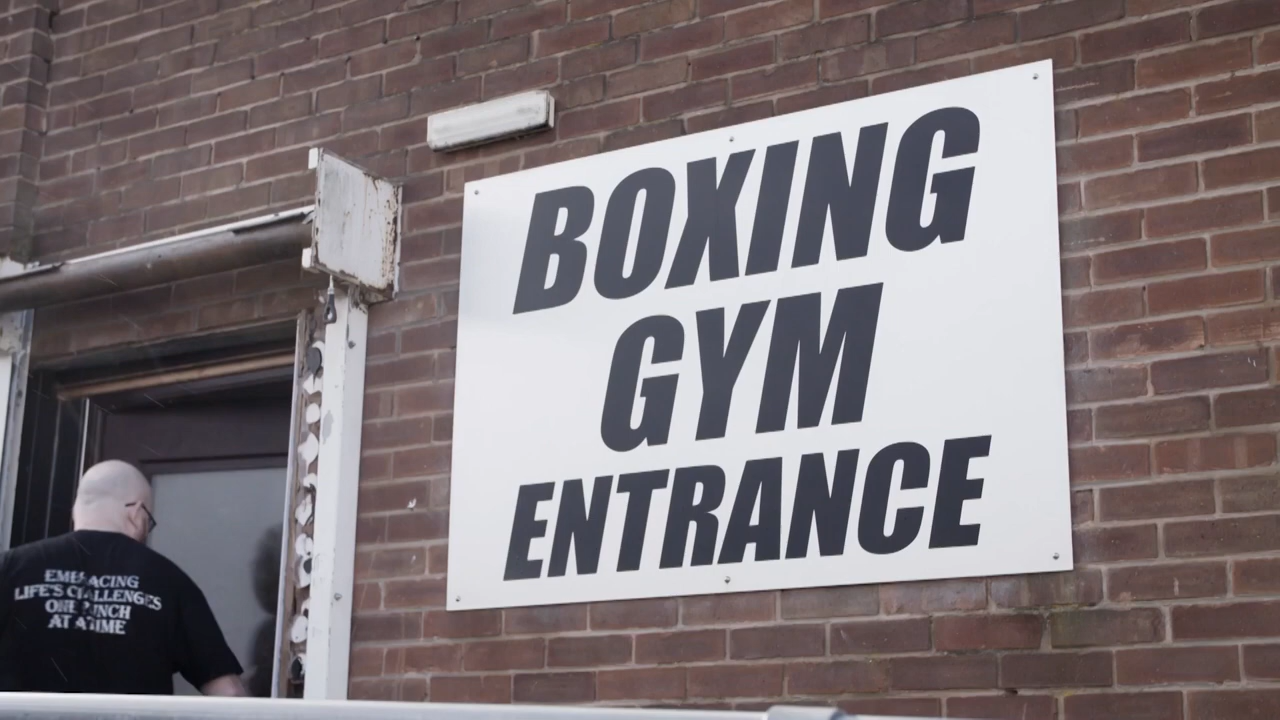 BOXING
GYM
ENTRANCE
EMBRACING
LIFE'S CHALLENGES
ONE PUNCH
AT A TIME